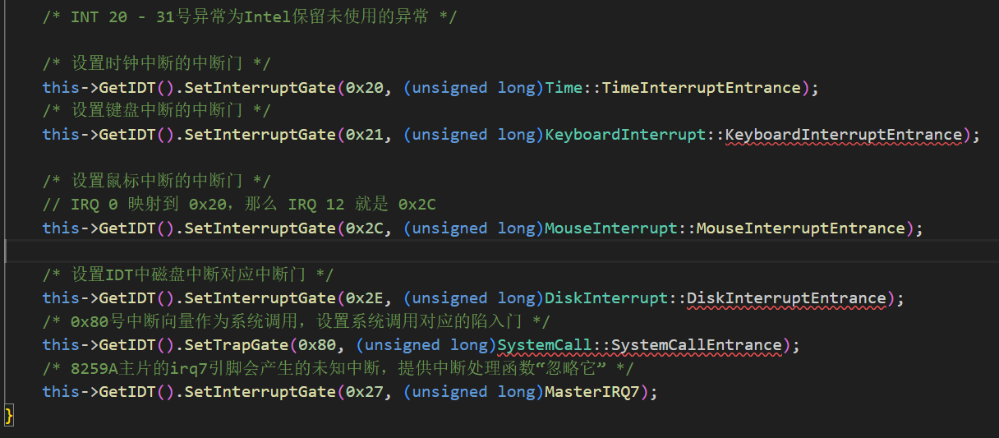 /* INT 20 - 31号异常为Intel保留未使用的异常 */
/* 设置时钟中断的中断门 */
this->GetIDT().SetInterruptGate(0x20, (unsigned long)Time::TimeInterruptEntrance);
/* 设置键盘中断的中断门 */
this->GetIDT().SetInterruptGate(0x21, (unsigned long)KeyboardInterrupt::KeyboardInterruptEntrance);
/* 设置鼠标中断的中断门 */
// IRQ 0 映射到 0x20，那么 IRQ 12 就是 0x2C
this->GetIDT().SetInterruptGate(0x2C, (unsigned long)MouseInterrupt::MouseInterruptEntrance);
/* 设置IDT中磁盘中断对应中断门 */
this->GetIDT().SetInterruptGate(0x2E, (unsigned long)DiskInterrupt::DiskInterruptEntrance);
/* 0x80号中断向量作为系统调用，设置系统调用对应的陷入门 */
this->GetIDT().SetTrapGate(0x80, (unsigned long)SystemCall::SystemCallEntrance);
/* 8259A主片的irq7引脚会产生的未知中断，提供中断处理函数“忽略它” */
this->GetIDT().SetInterruptGate(0x27, (unsigned long)MasterIRQ7);
}